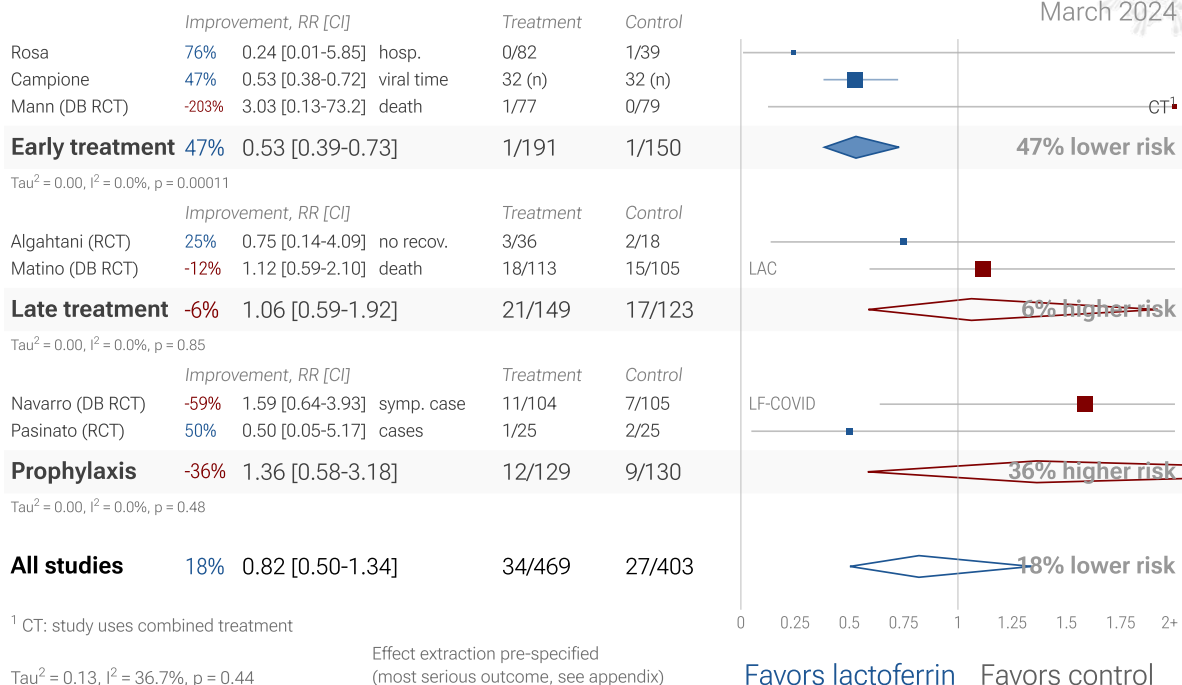 March 2024
Improvement, RR [CI] Treatment Control
Rosa 76% 0.24 [0.01-5.85] hosp. 0/82 1/39
Campione 47% 0.53 [0.38-0.72] viral time 32 (n) 32 (n)
Mann (DB RCT) -203% 3.03 [0.13-73.2] death 1/77 0/79 CT¹
Early treatment 47% 0.53 [0.39-0.73] 1/191 1/150 47% lower risk
Tau² = 0.00, I² = 0.0%, p = 0.00011
Improvement, RR [CI] Treatment Control
Algahtani (RCT) 25% 0.75 [0.14-4.09] no recov. 3/36 2/18
Matino (DB RCT) -12% 1.12 [0.59-2.10] death 18/113 15/105 LAC
Late treatment -6% 1.06 [0.59-1.92] 21/149 17/123 6% higher risk
Tau² = 0.00, I² = 0.0%, p = 0.85
Improvement, RR [CI] Treatment Control
Navarro (DB RCT) -59% 1.59 [0.64-3.93] symp. case 11/104 7/105 LF-COVID
Pasinato (RCT) 50% 0.50 [0.05-5.17] cases 1/25 2/25
Prophylaxis -36% 1.36 [0.58-3.18] 12/129 9/130 36% higher risk
Tau² = 0.00, I² = 0.0%, p = 0.48
All studies 18% 0.82 [0.50-1.34] 34/469 27/403 18% lower risk
0 0.25 0.5 0.75 1 1.25 1.5 1.75 2+
¹ CT: study uses combined treatment
Effect extraction pre-specified
(most serious outcome, see appendix)
Tau² = 0.13, I² = 36.7%, p = 0.44
Favors lactoferrin Favors control